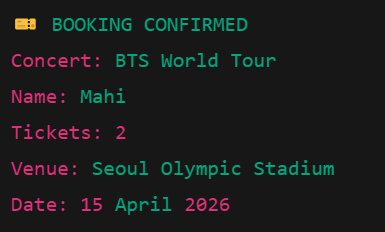 🎫 BOOKING CONFIRMED
Concert: BTS World Tour
Name: Mahi
Tickets: 2
Venue: Seoul Olympic Stadium
Date: 15 April 2026